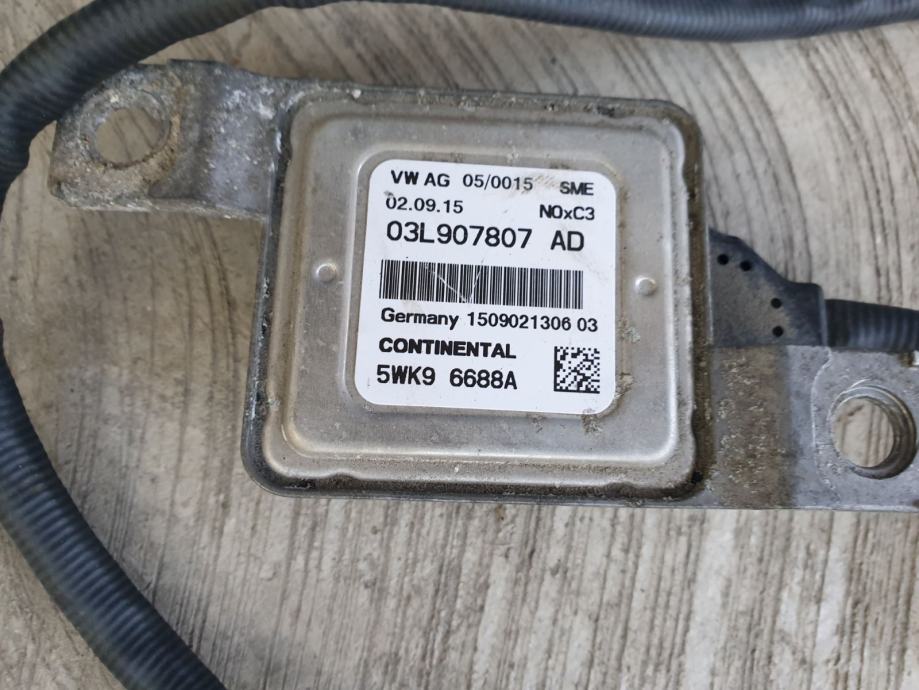 VW AG 05/0015 SME
02.09.15 NOxC3
03L907807 AD
Germany 1509021306 03
CONTINENTAL
5WK9 6688A